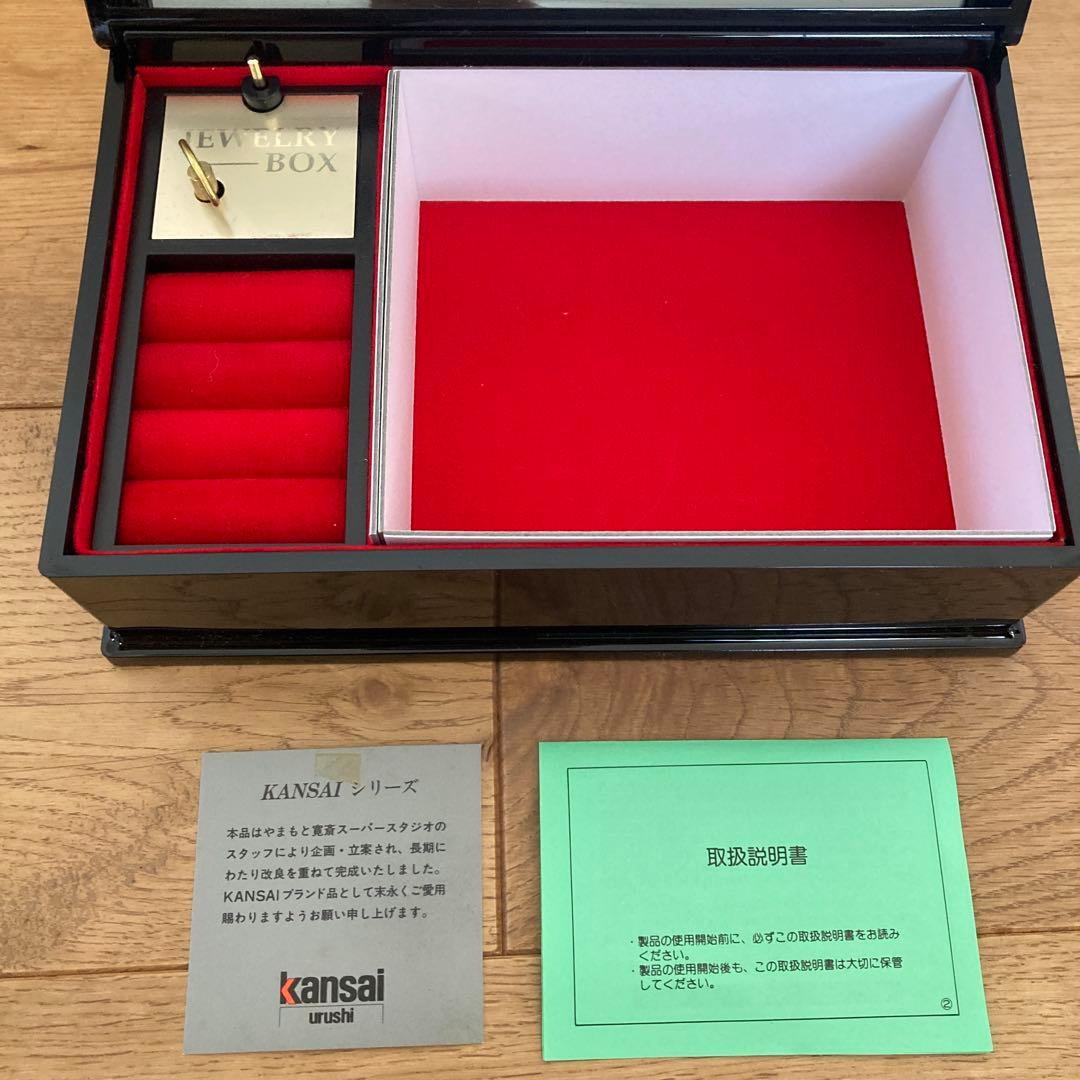 JEWELRY
BOX
KANSAI シリーズ
本品はやまもと寛斎スーパースタジオの
スタッフにより企画・立案され、長期に
わたり改良を重ねて完成いたしました。
KANSAIブランド品として末永くご愛用
賜わりますようお願い申し上げます。
kansai
urushi
取扱説明書
・製品の使用開始前に、必ずこの取扱説明書をお読み
ください。
・製品の使用開始後も、この取扱説明書は大切に保管
してください。
②